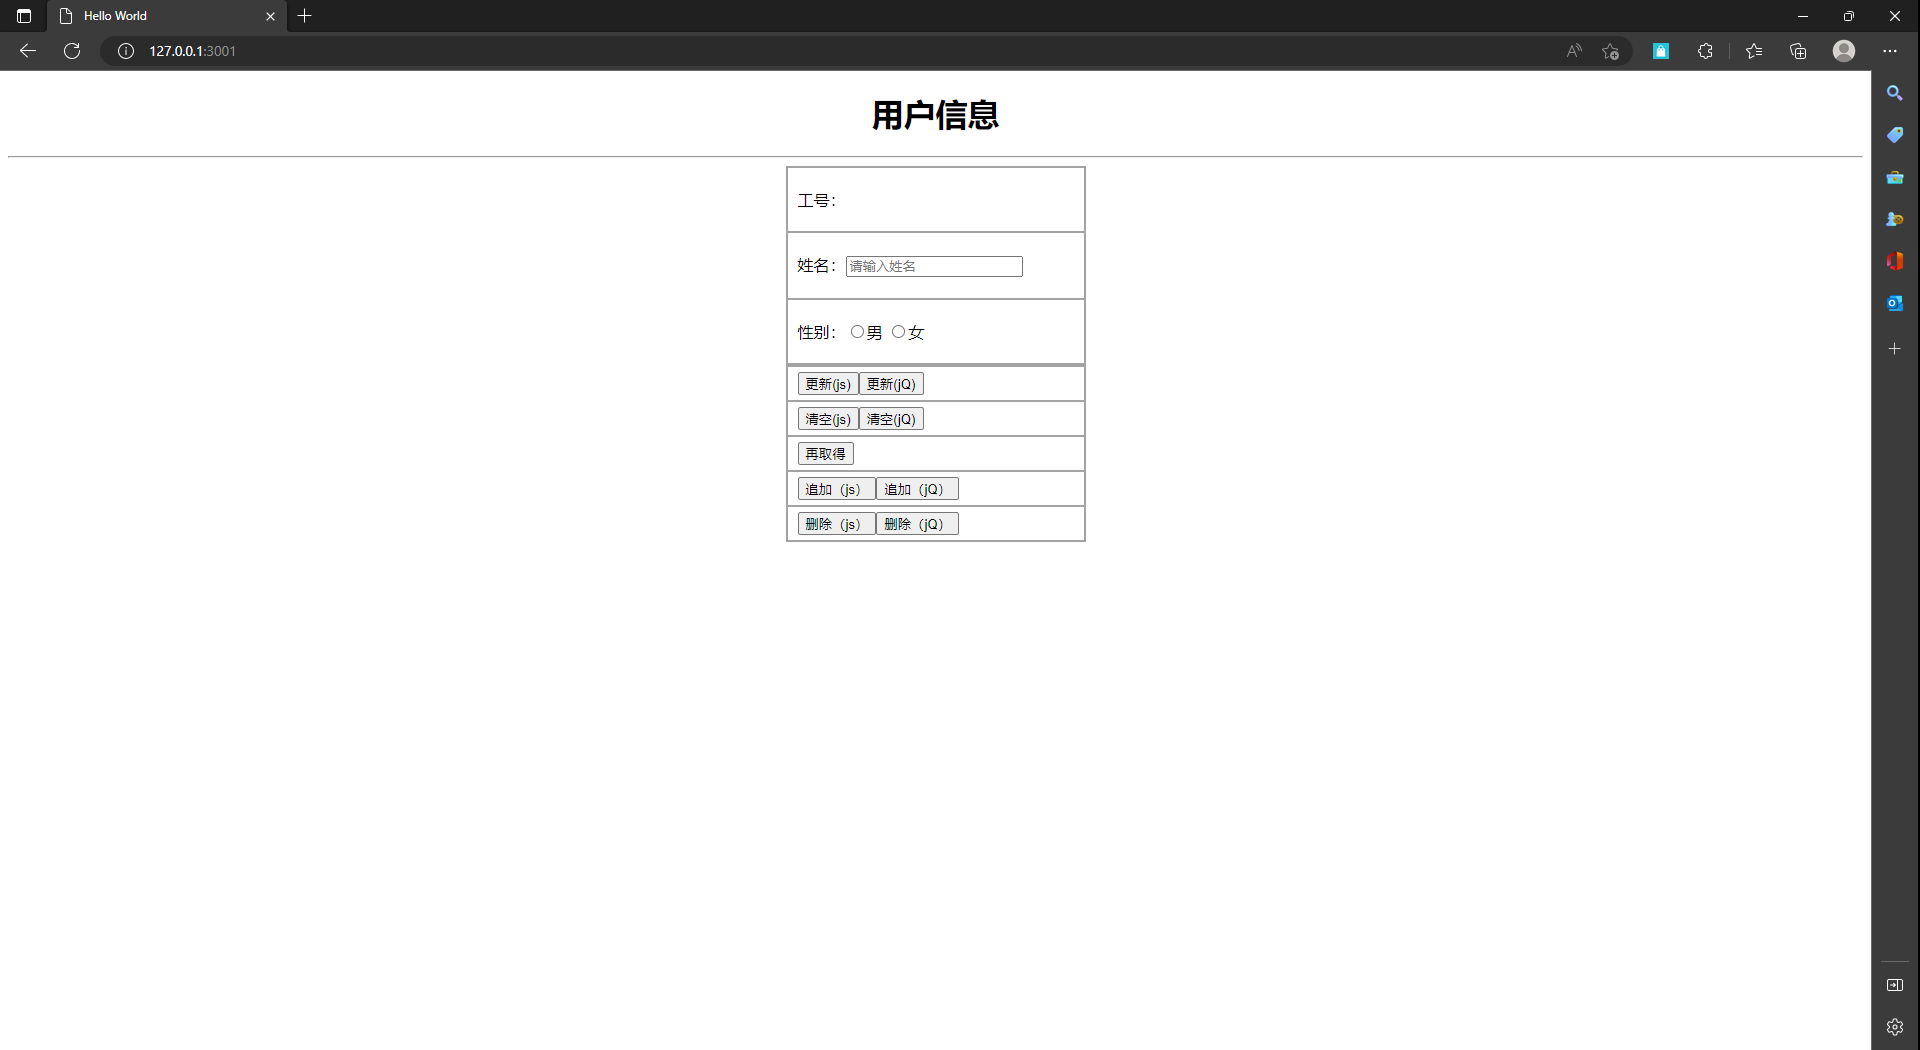 Hello World
127.0.0.1:3001
用户信息
工号：
姓名： 请输入姓名
性别： 男 女
更新(js) 更新(jQ)
清空(js) 清空(jQ)
再取得
追加（js） 追加（jQ）
删除（js） 删除（jQ）